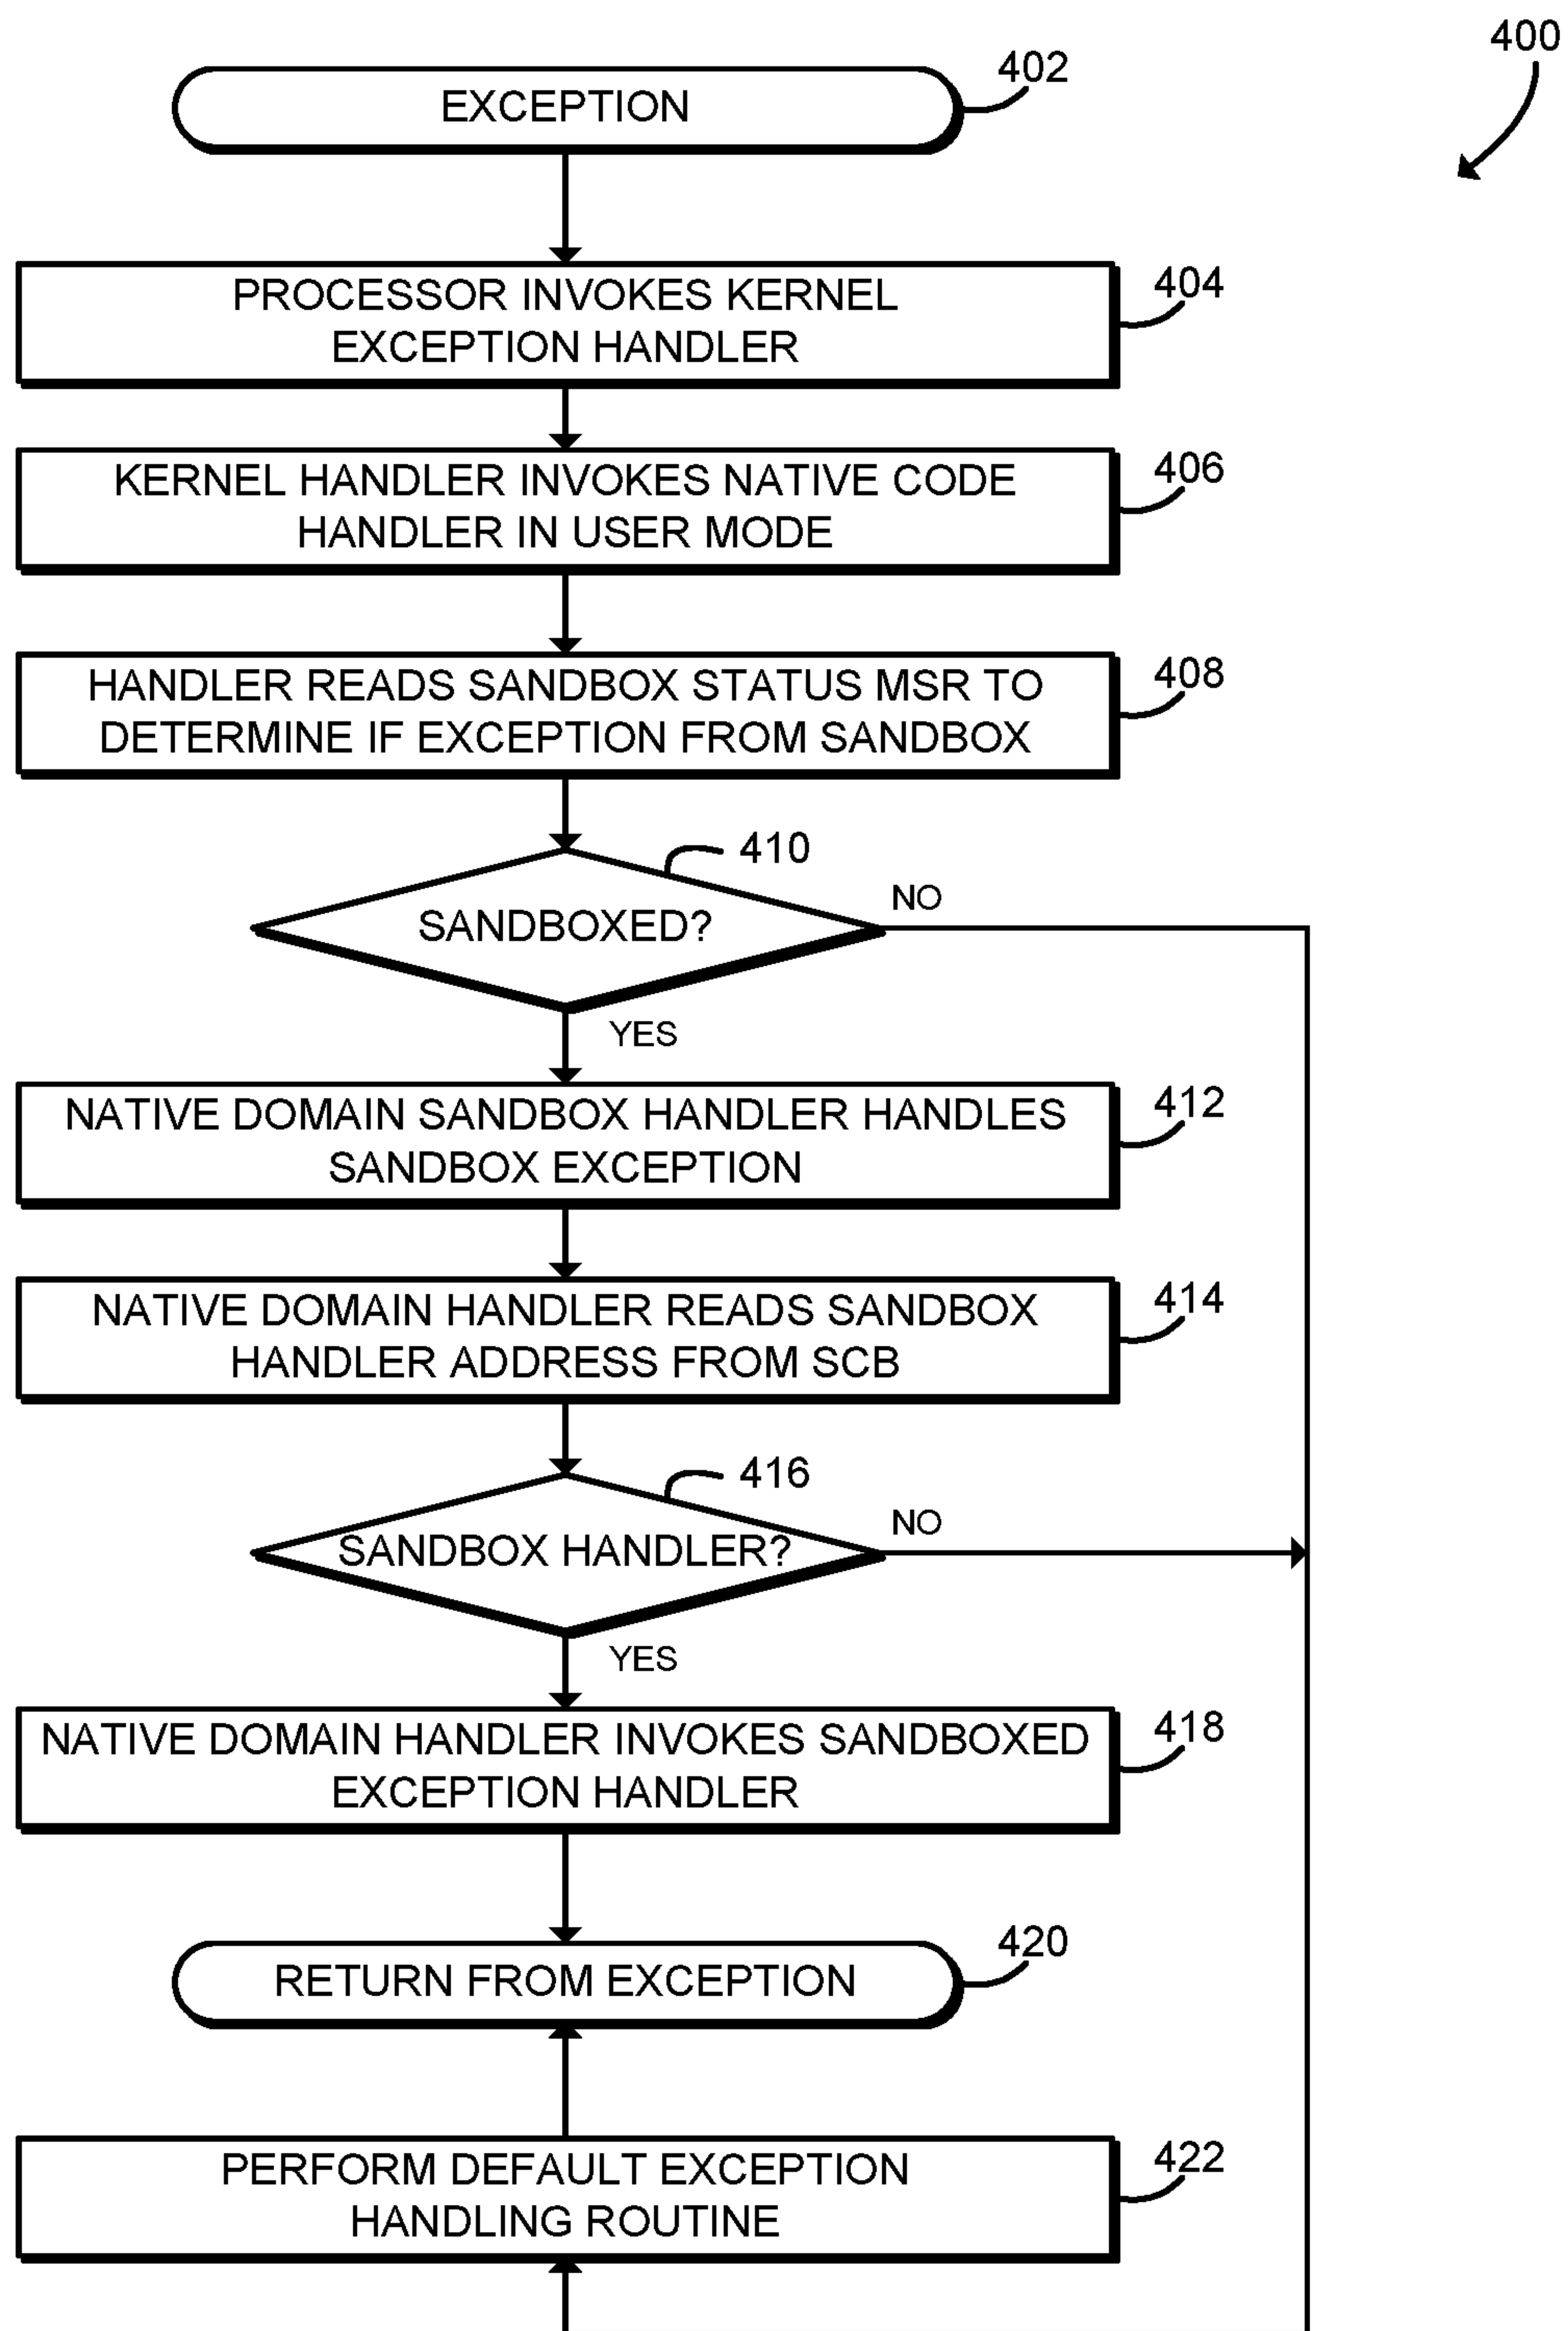 400
402
EXCEPTION
404
PROCESSOR INVOKES KERNEL
EXCEPTION HANDLER
406
KERNEL HANDLER INVOKES NATIVE CODE
HANDLER IN USER MODE
408
HANDLER READS SANDBOX STATUS MSR TO
DETERMINE IF EXCEPTION FROM SANDBOX
410
SANDBOXED?
NO
YES
412
NATIVE DOMAIN SANDBOX HANDLER HANDLES
SANDBOX EXCEPTION
414
NATIVE DOMAIN HANDLER READS SANDBOX
HANDLER ADDRESS FROM SCB
416
SANDBOX HANDLER?
NO
YES
418
NATIVE DOMAIN HANDLER INVOKES SANDBOXED
EXCEPTION HANDLER
420
RETURN FROM EXCEPTION
422
PERFORM DEFAULT EXCEPTION
HANDLING ROUTINE